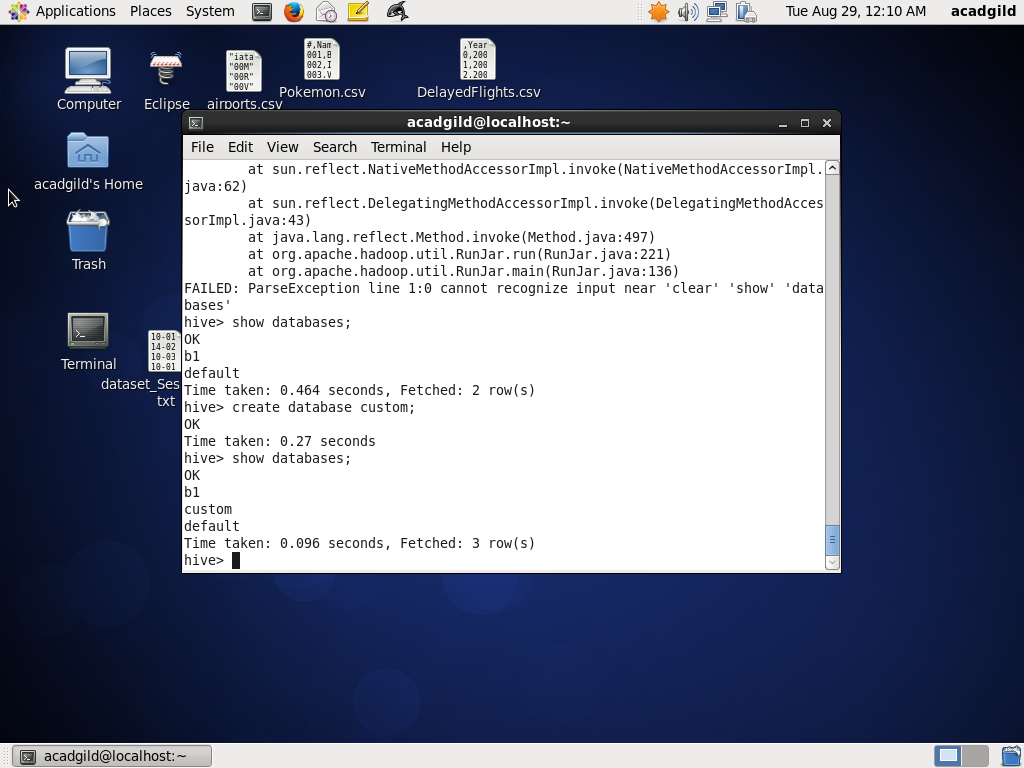 Applications Places System Tue Aug 29, 12:10 AM acadgild
Computer
Eclipse
"iata
"00M"
"00R"
"00V"
airports.csv
#,Nam
001,B
002,I
003.V
Pokemon.csv
,Year
0,200
1,200
2.200
DelayedFlights.csv
acadgild's Home
Trash
Terminal
10-01
14-02
10-03
10-01
dataset_Ses
txt
acadgild@localhost:~
File Edit View Search Terminal Help
at sun.reflect.NativeMethodAccessorImpl.invoke(NativeMethodAccessorImpl.
java:62)
at sun.reflect.DelegatingMethodAccessorImpl.invoke(DelegatingMethodAcces
sorImpl.java:43)
at java.lang.reflect.Method.invoke(Method.java:497)
at org.apache.hadoop.util.RunJar.run(RunJar.java:221)
at org.apache.hadoop.util.RunJar.main(RunJar.java:136)
FAILED: ParseException line 1:0 cannot recognize input near 'clear' 'show' 'data
bases'
hive> show databases;
OK
b1
default
Time taken: 0.464 seconds, Fetched: 2 row(s)
hive> create database custom;
OK
Time taken: 0.27 seconds
hive> show databases;
OK
b1
custom
default
Time taken: 0.096 seconds, Fetched: 3 row(s)
hive>
acadgild@localhost:~